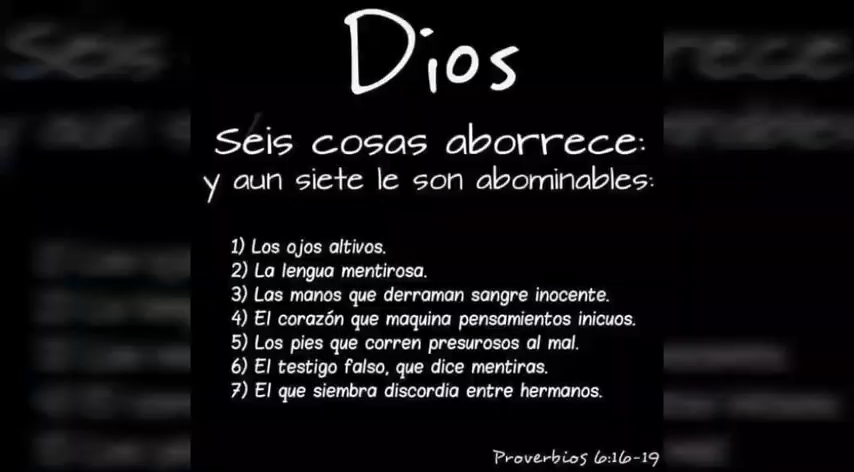 Dios
Seis cosas aborrece:
y aun siete le son abominables:
1) Los ojos altivos.
2) La lengua mentirosa.
3) Las manos que derraman sangre inocente.
4) El corazón que maquina pensamientos inicuos.
5) Los pies que corren presurosos al mal.
6) El testigo falso, que dice mentiras.
7) El que siembra discordia entre hermanos.
Proverbios 6:16-19